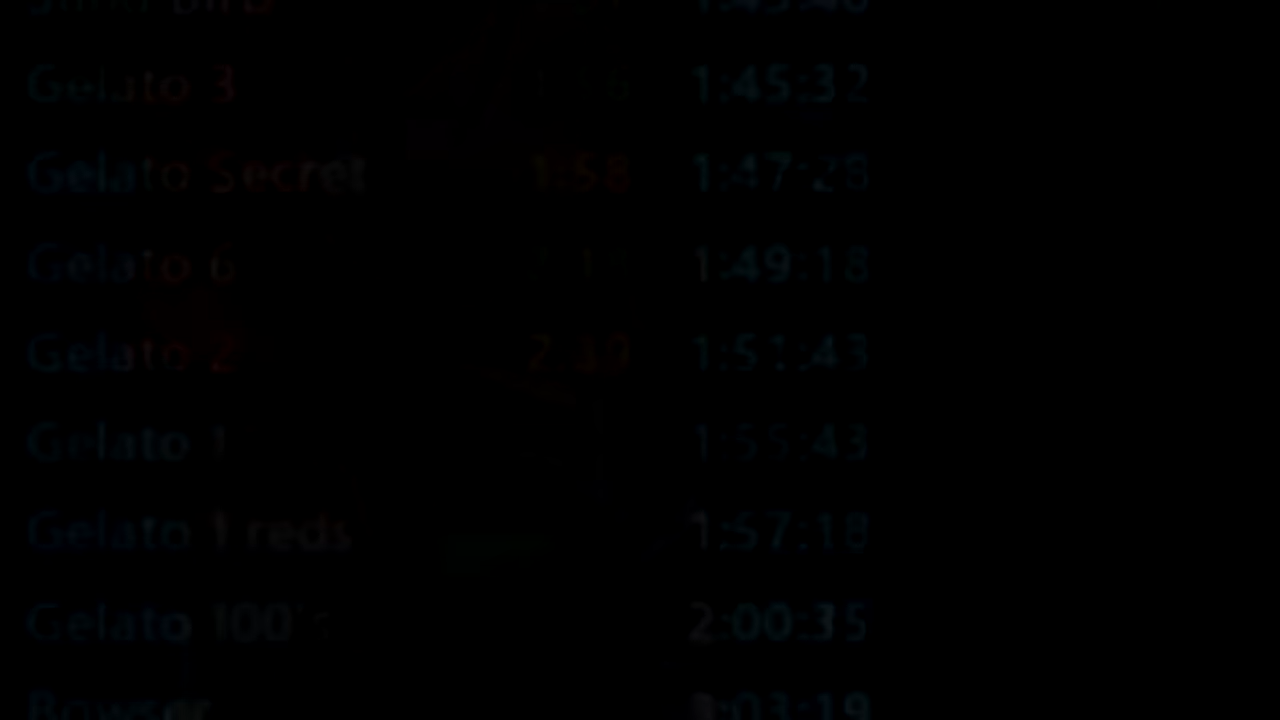 Gelato 3 1:45:32
Gelato Secret 1:58 1:47:28
Gelato 6 1:49:18
Gelato 2 1:51:43
Gelato 1 1:55:43
Gelato 1 reds 1:57:18
Gelato 100's 2:00:35
Bowser :03:19